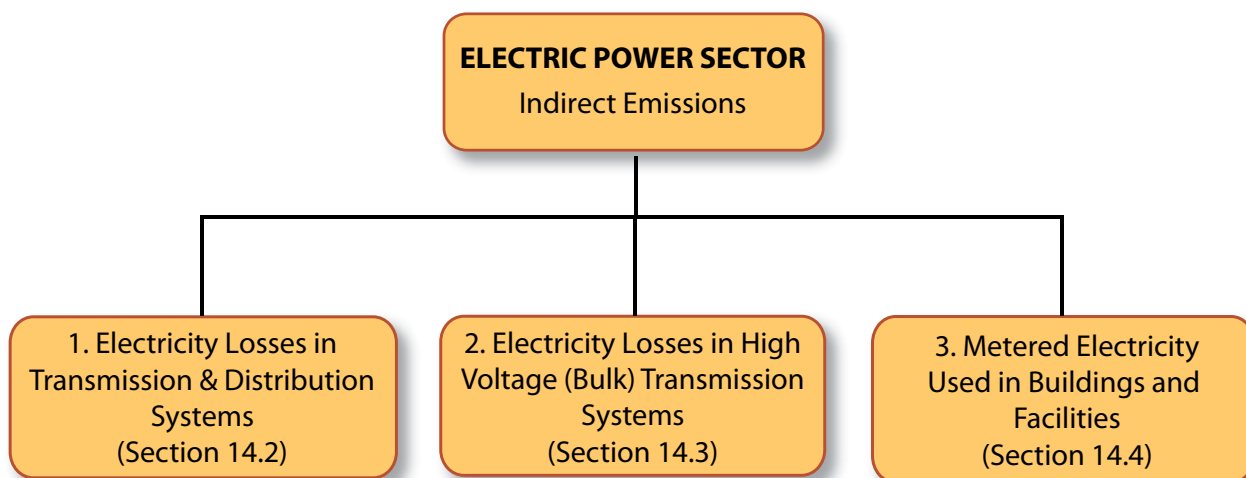 ELECTRIC POWER SECTOR
Indirect Emissions
1. Electricity Losses in
Transmission & Distribution
Systems
(Section 14.2)
2. Electricity Losses in High
Voltage (Bulk) Transmission
Systems
(Section 14.3)
3. Metered Electricity
Used in Buildings and
Facilities
(Section 14.4)